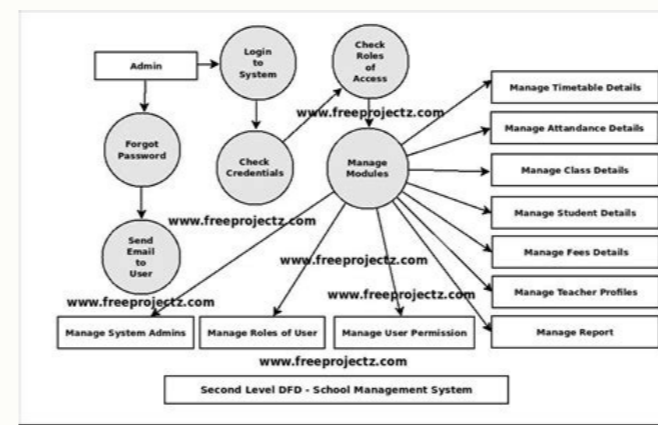 Admin
Login
to
System
Check
Roles
of
Access
Forgot
Password
Check
Credentials
Manage
Modules
Send
Email
to
User
Manage Timetable Details
Manage Attandance Details
Manage Class Details
Manage Student Details
Manage Fees Details
Manage Teacher Profiles
Manage Report
Manage System Admins
Manage Roles of User
Manage User Permission
www.freeprojectz.com
www.freeprojectz.com
www.freeprojectz.com
www.freeprojectz.com
www.freeprojectz.com
www.freeprojectz.com
Second Level DFD - School Management System